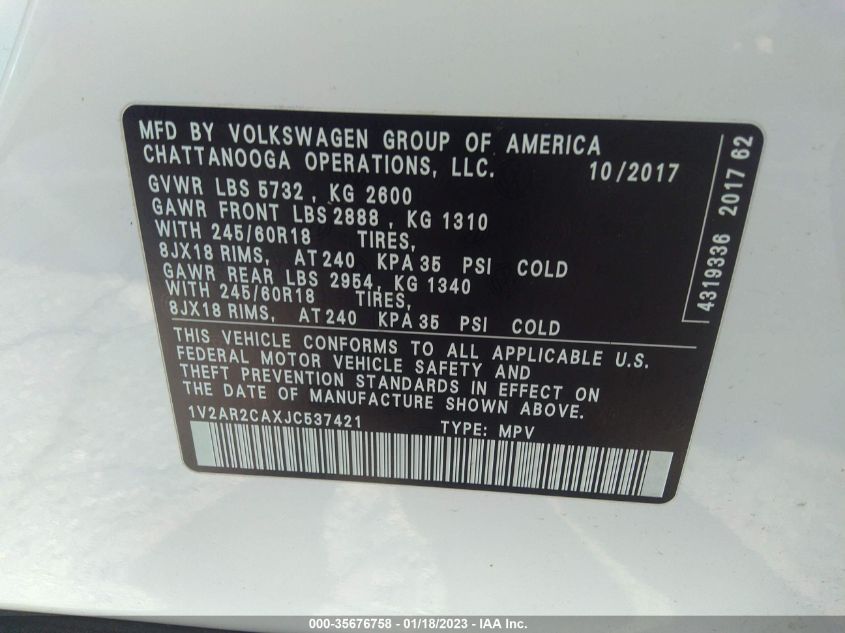 MFD BY VOLKSWAGEN GROUP OF AMERICA
CHATTANOOGA OPERATIONS, LLC. 10/2017
GVWR LBS 5732 , KG 2600
GAWR FRONT LBS 2888 , KG 1310
WITH 245/60R18 TIRES,
8JX18 RIMS, AT 240 KPA 35 PSI COLD
GAWR REAR LBS 2954, KG 1340
WITH 245/60R18 TIRES,
8JX18 RIMS, AT 240 KPA 35 PSI COLD
THIS VEHICLE CONFORMS TO ALL APPLICABLE U.S.
FEDERAL MOTOR VEHICLE SAFETY AND
THEFT PREVENTION STANDARDS IN EFFECT ON
THE DATE OF MANUFACTURE SHOWN ABOVE.
1V2AR2CAXJC537421 TYPE: MPV
4319336 2017 62
000-35676758 - 01/18/2023 - IAA Inc.